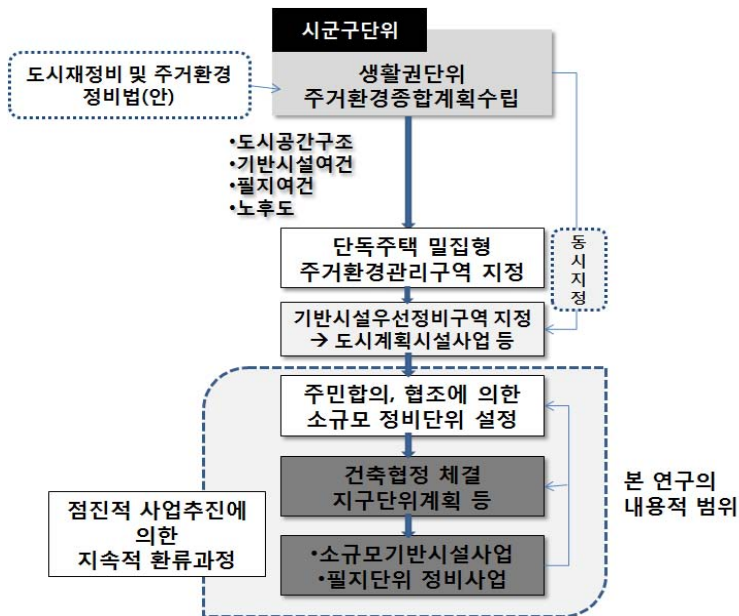 시군구단위
도시재정비 및 주거환경
정비법(안)
생활권단위
주거환경종합계획수립
•도시공간구조
•기반시설여건
•필지여건
•노후도
동시지정
단독주택 밀집형
주거환경관리구역 지정
기반시설우선정비구역 지정
→ 도시계획시설사업 등
주민합의, 협조에 의한
소규모 정비단위 설정
건축협정 체결
지구단위계획 등
본 연구의
내용적 범위
점진적 사업추진에
의한
지속적 환류과정
•소규모기반시설사업
•필지단위 정비사업